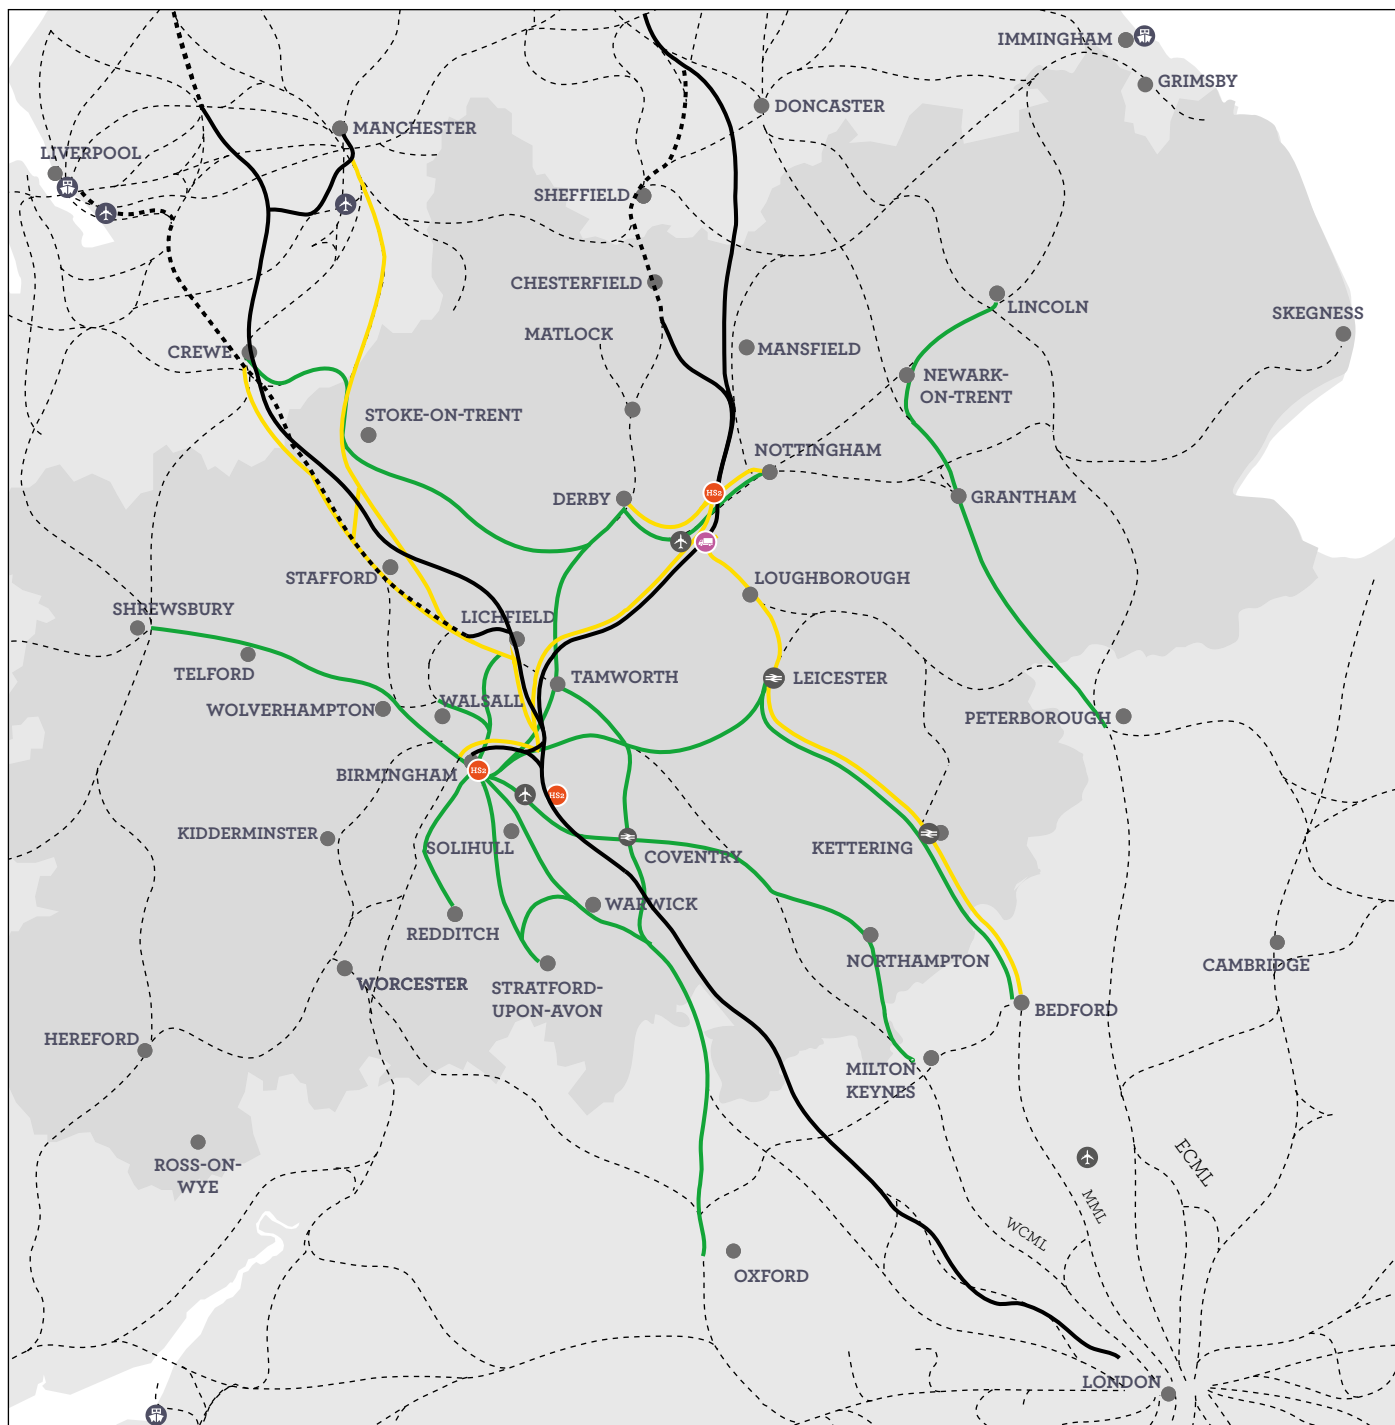 IMMINGHAM
GRIMSBY
DONCASTER
MANCHESTER
LIVERPOOL
SHEFFIELD
CHESTERFIELD
LINCOLN
SKEGNESS
MATLOCK
MANSFIELD
CREWE
NEWARK-
ON-TRENT
STOKE-ON-TRENT
NOTTINGHAM
HS2
DERBY
GRANTHAM
STAFFORD
LOUGHBOROUGH
SHREWSBURY
LICHFIELD
TELFORD
TAMWORTH
LEICESTER
WALSALL
WOLVERHAMPTON
PETERBOROUGH
BIRMINGHAM
HS2
HS2
KIDDERMINSTER
SOLIHULL
COVENTRY
KETTERING
WARWICK
REDDITCH
NORTHAMPTON
CAMBRIDGE
WORCESTER
STRATFORD-
UPON-AVON
BEDFORD
HEREFORD
MILTON
KEYNES
ROSS-ON-
WYE
ECML
MML
WCML
OXFORD
LONDON